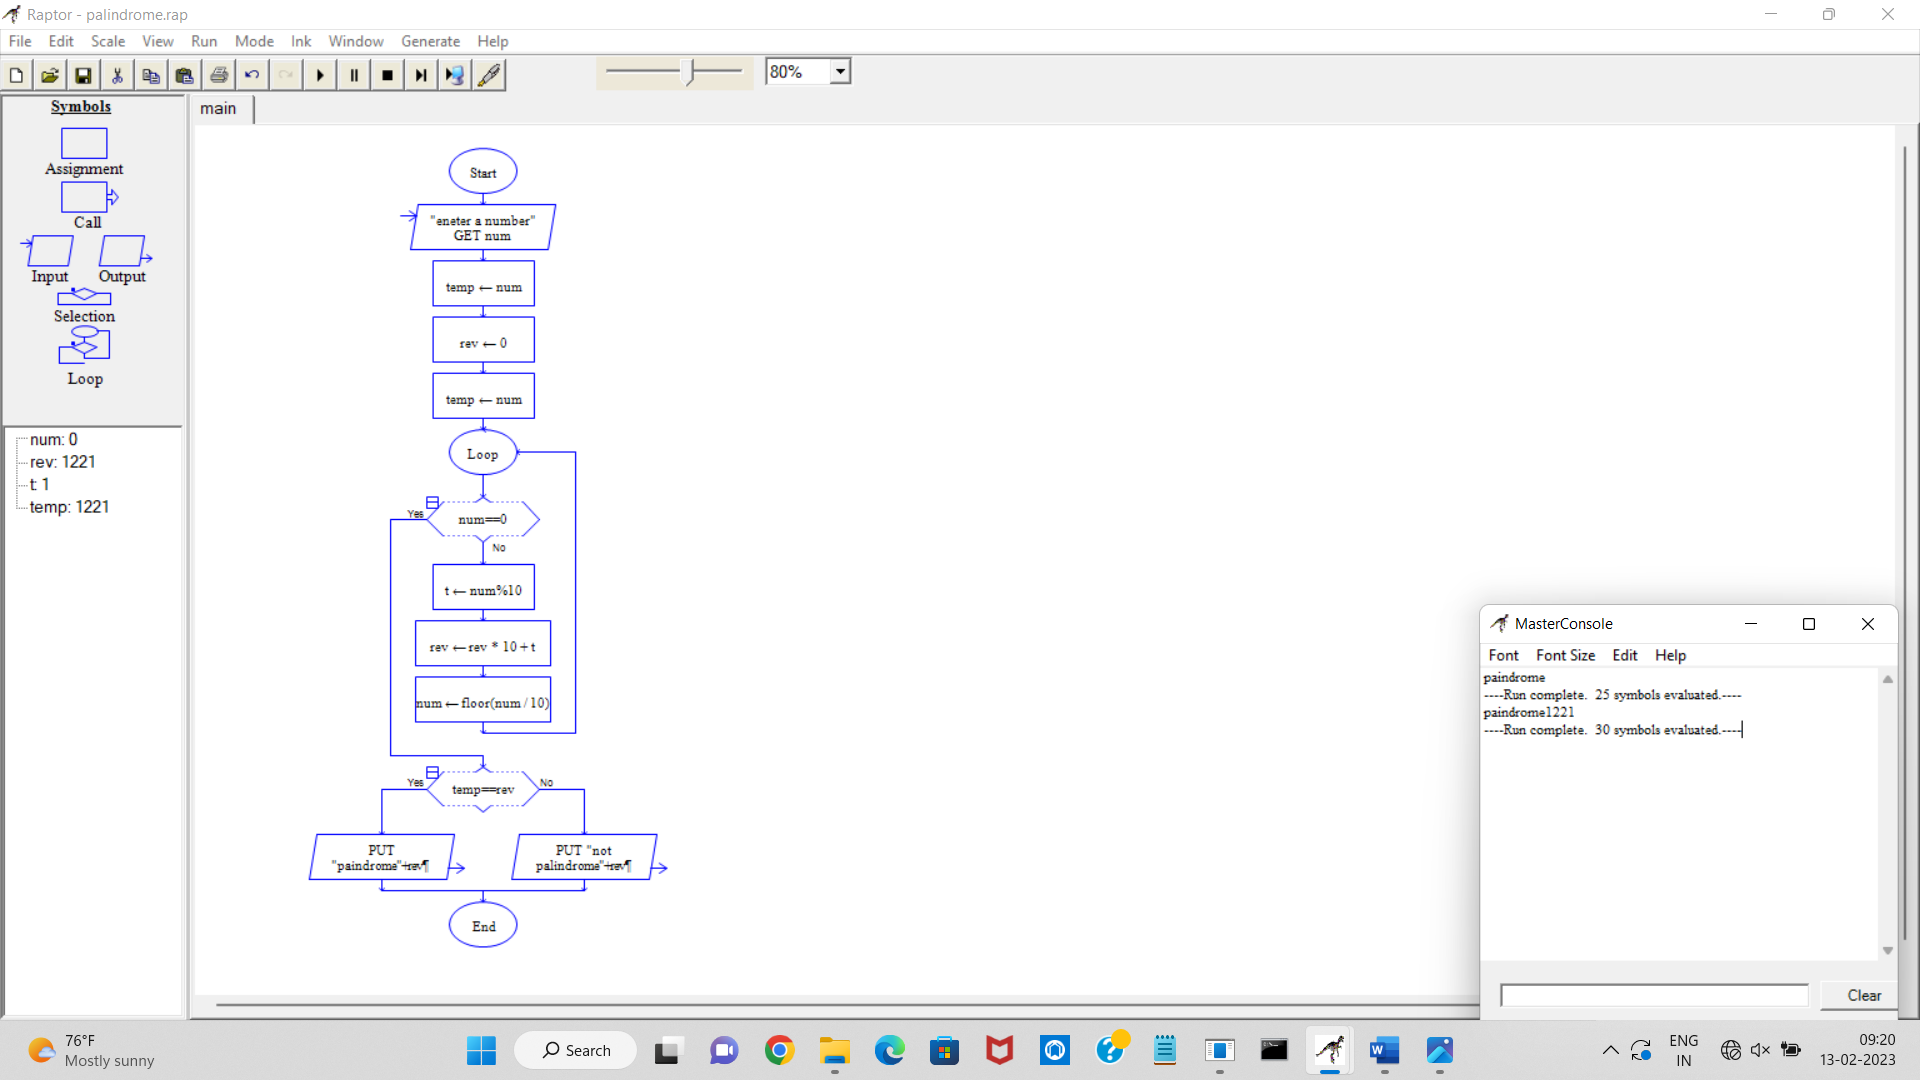 Raptor - palindrome.rap
File Edit Scale View Run Mode Ink Window Generate Help
80%
Symbols
Assignment
Call
Input Output
Selection
Loop
num: 0
rev: 1221
t: 1
temp: 1221
main
Start
"eneter a number"
GET num
temp ← num
rev ← 0
temp ← num
Loop
Yes
num==0
No
t ← num%10
rev ← rev * 10 + t
num ← floor(num / 10)
Yes
temp==rev
No
PUT
"paindrome"+rev¶
PUT "not
palindrome"+rev¶
End
MasterConsole
Font Font Size Edit Help
paindrome
----Run complete. 25 symbols evaluated.----
paindrome1221
----Run complete. 30 symbols evaluated.----
Clear
76°F
Mostly sunny
Search
ENG
IN
09:20
13-02-2023